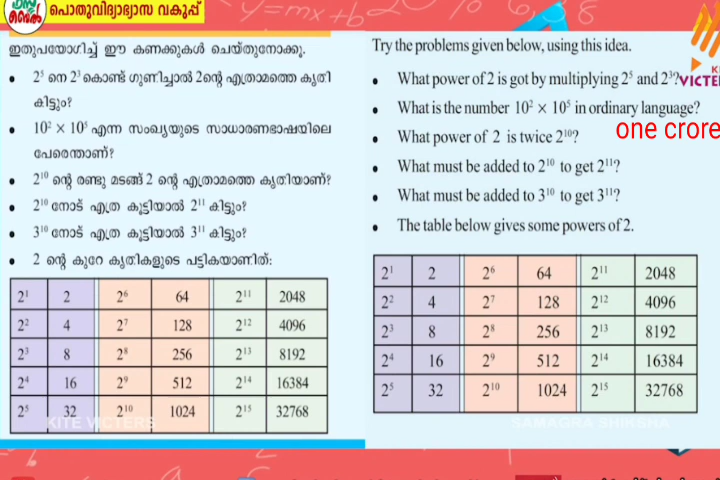 പൊതുവിദ്യാഭ്യാസ വകുപ്പ്
y=mx+b
ഇതുപയോഗിച്ച് ഈ കണക്കുകൾ ചെയ്തുനോക്കൂ.
• 2⁵ നെ 2³ കൊണ്ട് ഗുണിച്ചാൽ 2ന്റെ എത്രാമത്തെ കൃതി
കിട്ടും?
• 10² × 10⁵ എന്ന സംഖ്യയുടെ സാധാരണഭാഷയിലെ
പേരെന്താണ്?
• 2¹⁰ ന്റെ രണ്ടു മടങ്ങ് 2 ന്റെ എത്രാമത്തെ കൃതിയാണ്?
• 2¹⁰ നോട് എത്ര കൂട്ടിയാൽ 2¹¹ കിട്ടും?
• 3¹⁰ നോട് എത്ര കൂട്ടിയാൽ 3¹¹ കിട്ടും?
• 2 ന്റെ കുറേ കൃതികളുടെ പട്ടികയാണിത്:
2¹ 2 2⁶ 64 2¹¹ 2048
2² 4 2⁷ 128 2¹² 4096
2³ 8 2⁸ 256 2¹³ 8192
2⁴ 16 2⁹ 512 2¹⁴ 16384
2⁵ 32 2¹⁰ 1024 2¹⁵ 32768
KITE VICTERS
Try the problems given below, using this idea.
• What power of 2 is got by multiplying 2⁵ and 2³?
• What is the number 10² × 10⁵ in ordinary language?
one crore
• What power of 2 is twice 2¹⁰?
• What must be added to 2¹⁰ to get 2¹¹?
• What must be added to 3¹⁰ to get 3¹¹?
• The table below gives some powers of 2.
2¹ 2 2⁶ 64 2¹¹ 2048
2² 4 2⁷ 128 2¹² 4096
2³ 8 2⁸ 256 2¹³ 8192
2⁴ 16 2⁹ 512 2¹⁴ 16384
2⁵ 32 2¹⁰ 1024 2¹⁵ 32768
SAMAGRA SHIKSHA